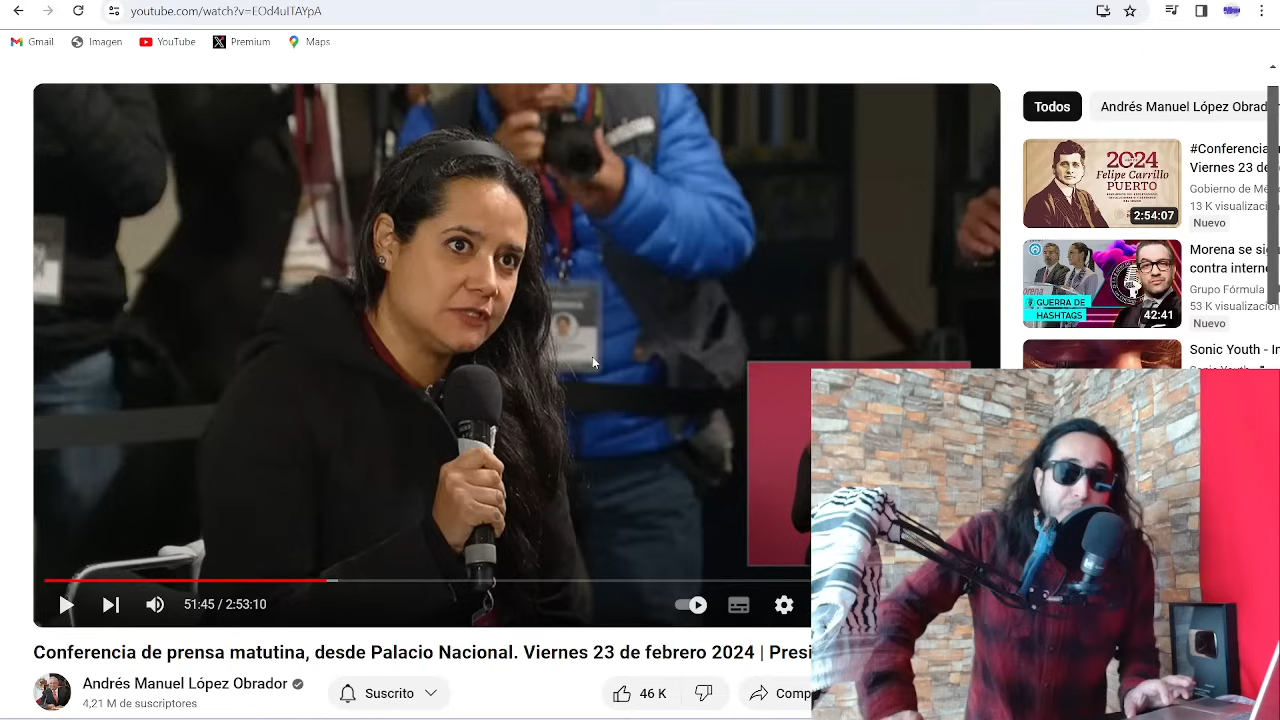 youtube.com/watch?v=EOd4uITAYpA
Gmail
Imagen
YouTube
Premium
Maps
Todos
Andrés Manuel López Obrad
#Conferencia
Viernes 23 de
Gobierno de Mé
13 K visualizaci
Nuevo
2024
Felipe Carrillo
PUERTO
2:54:07
Morena se si
contra interne
Grupo Fórmula
53 K visualizaci
Nuevo
GUERRA DE
HASHTAGS
42:41
Sonic Youth - In
51:45 / 2:53:10
Conferencia de prensa matutina, desde Palacio Nacional. Viernes 23 de febrero 2024 | Presi
Andrés Manuel López Obrador
4,21 M de suscriptores
Suscrito
46 K
Comp